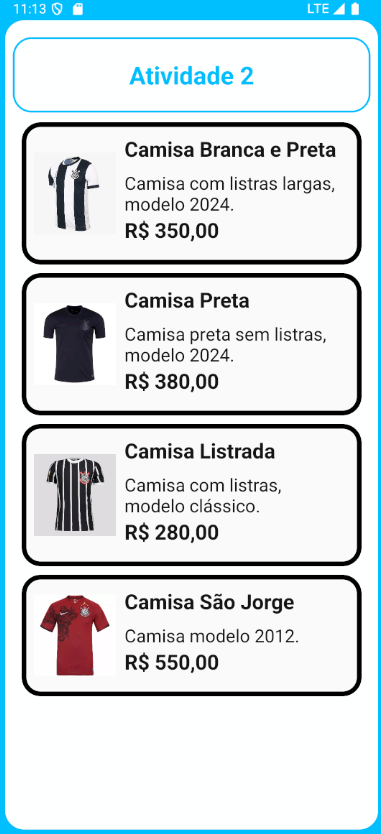 11:13 LTE
Atividade 2
Camisa Branca e Preta
Camisa com listras largas,
modelo 2024.
R$ 350,00
Camisa Preta
Camisa preta sem listras,
modelo 2024.
R$ 380,00
Camisa Listrada
Camisa com listras,
modelo clássico.
R$ 280,00
Camisa São Jorge
Camisa modelo 2012.
R$ 550,00